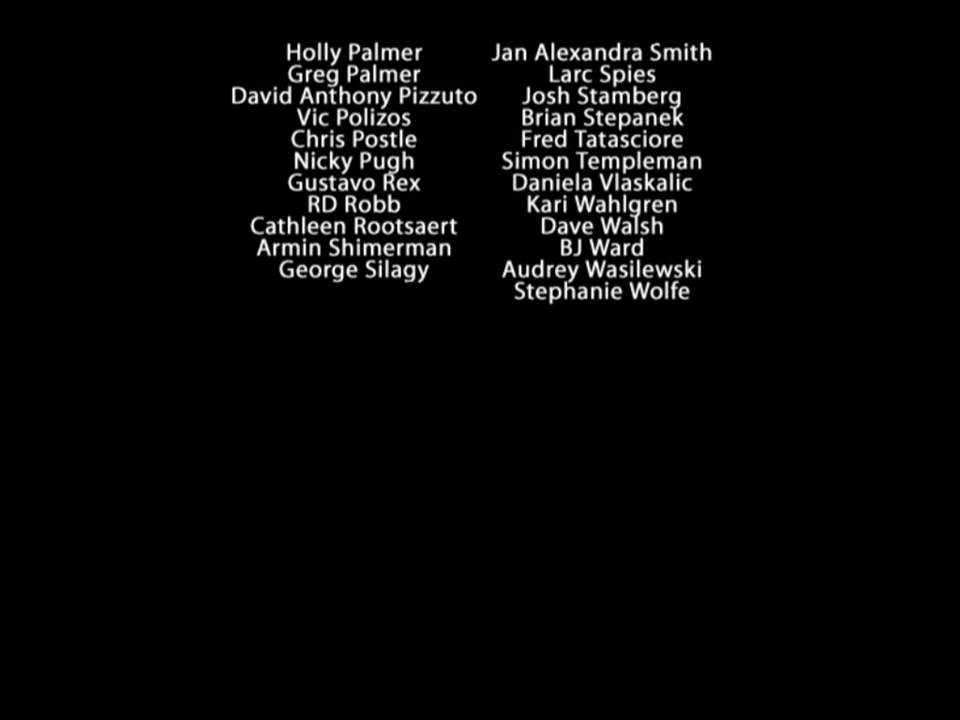 Holly Palmer
Greg Palmer
David Anthony Pizzuto
Vic Polizos
Chris Postle
Nicky Pugh
Gustavo Rex
RD Robb
Cathleen Rootsaert
Armin Shimerman
George Silagy
Jan Alexandra Smith
Larc Spies
Josh Stamberg
Brian Stepanek
Fred Tatasciore
Simon Templeman
Daniela Vlaskalic
Kari Wahlgren
Dave Walsh
BJ Ward
Audrey Wasilewski
Stephanie Wolfe